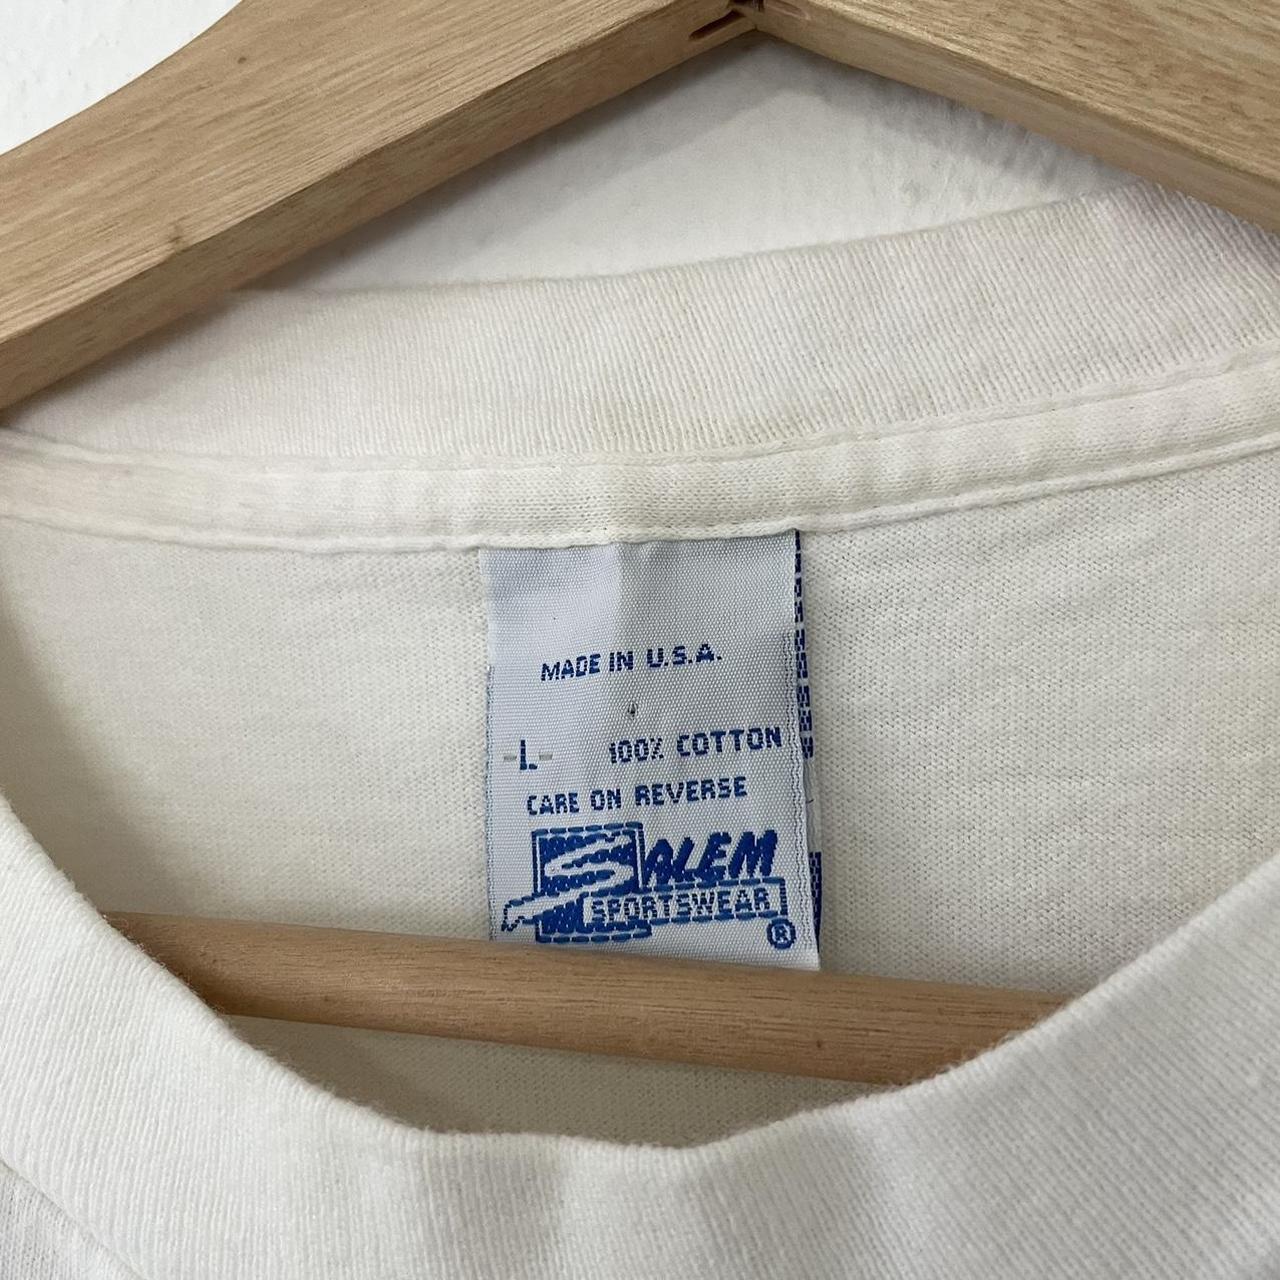 MADE IN U.S.A.
-L- 100% COTTON
CARE ON REVERSE
SALEM
SPORTSWEAR
®